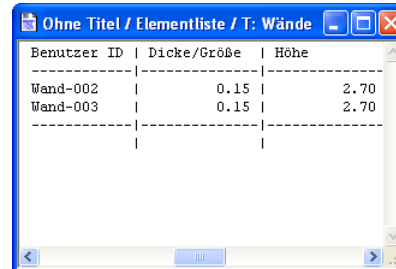 Ohne Titel / Elementliste / T: Wände
Benutzer ID | Dicke/Größe | Höhe
------------|-------------|-------------
Wand-002 | 0.15 | 2.70
Wand-003 | 0.15 | 2.70
------------|-------------|-------------
| |